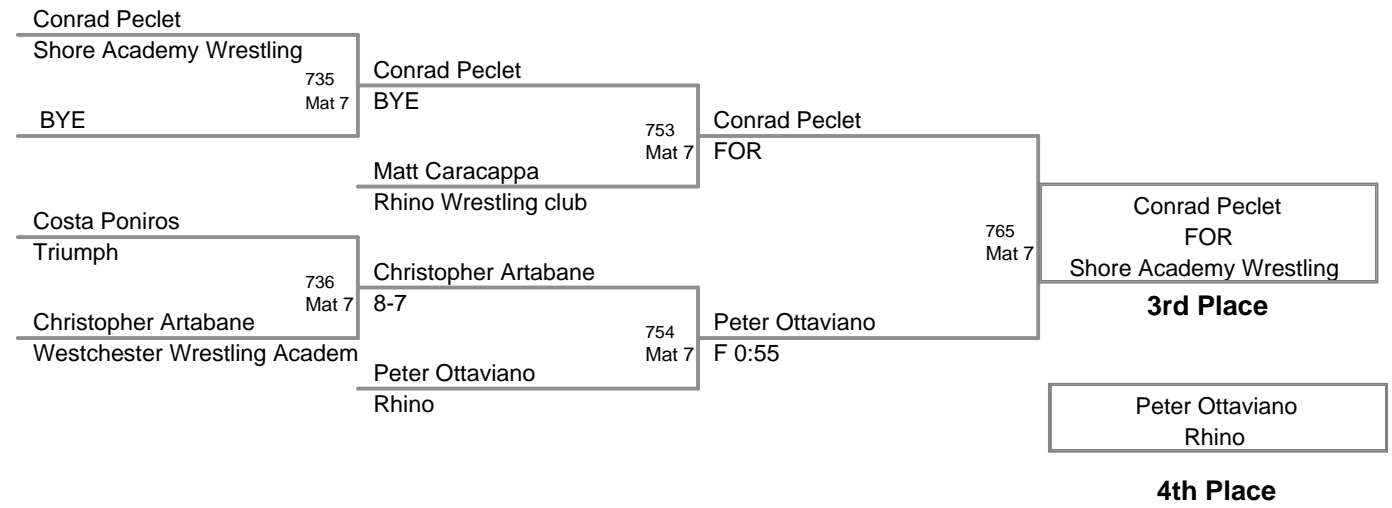 Conrad Peclet
Shore Academy Wrestling
735
Mat 7
BYE
Conrad Peclet
BYE
753
Mat 7
Matt Caracappa
Rhino Wrestling club
Conrad Peclet
FOR
Costa Poniros
Triumph
736
Mat 7
Christopher Artabane
Westchester Wrestling Academ
Christopher Artabane
8-7
754
Mat 7
Peter Ottaviano
Rhino
Peter Ottaviano
F 0:55
765
Mat 7
Conrad Peclet
FOR
Shore Academy Wrestling
3rd Place
Peter Ottaviano
Rhino
4th Place